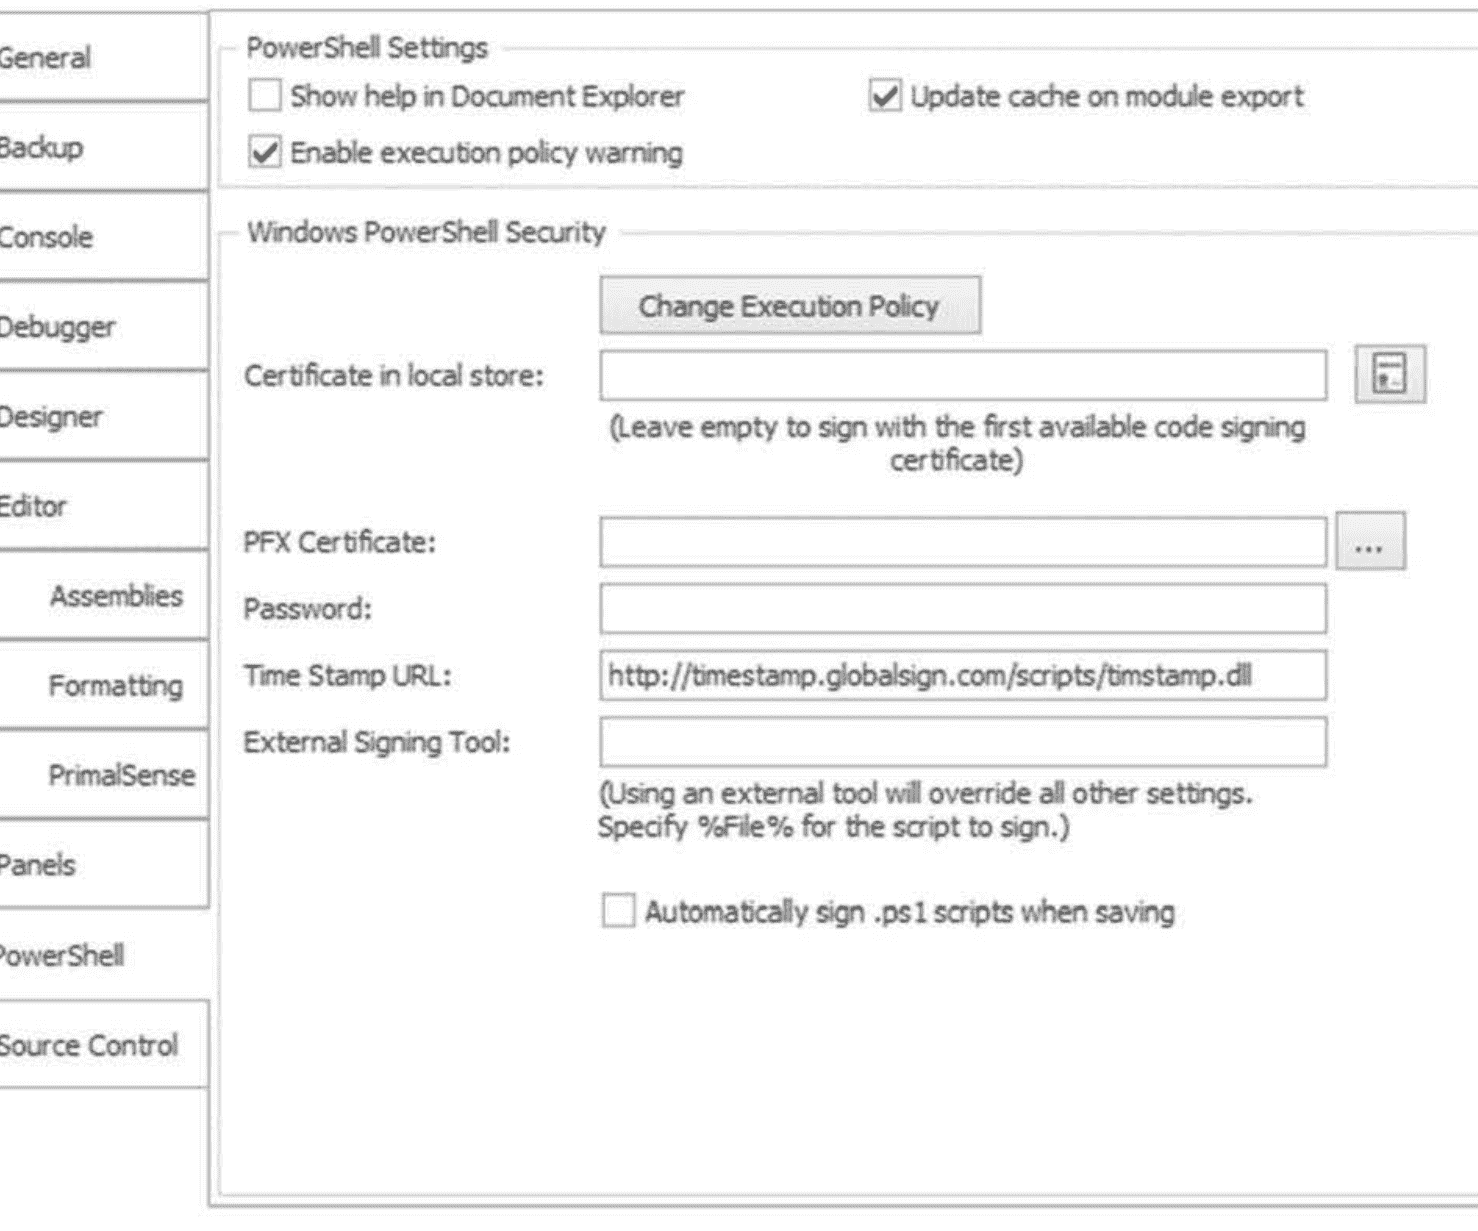 General
Backup
Console
Debugger
Designer
Editor
Assemblies
Formatting
PrimalSense
Panels
PowerShell
Source Control
PowerShell Settings
Show help in Document Explorer
Update cache on module export
Enable execution policy warning
Windows PowerShell Security
Change Execution Policy
Certificate in local store:
(Leave empty to sign with the first available code signing
certificate)
PFX Certificate:
...
Password:
Time Stamp URL:
http://timestamp.globalsign.com/scripts/timstamp.dll
External Signing Tool:
(Using an external tool will override all other settings.
Specify %File% for the script to sign.)
Automatically sign .ps1 scripts when saving